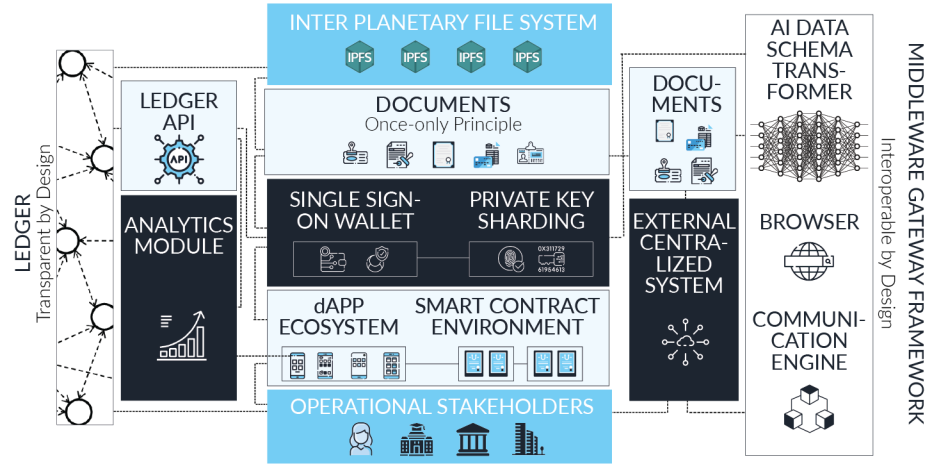 INTER PLANETARY FILE SYSTEM
IPFS IPFS IPFS IPFS
LEDGER
Transparent by Design
LEDGER
API
API
ANALYTICS
MODULE
DOCUMENTS
Once-only Principle
SINGLE SIGN-
ON WALLET
PRIVATE KEY
SHARDING
0X311729
61954613
dAPP
ECOSYSTEM
SMART CONTRACT
ENVIRONMENT
OPERATIONAL STAKEHOLDERS
DOCU-
MENTS
EXTERNAL
CENTRA-
LIZED
SYSTEM
AI DATA
SCHEMA
TRANS-
FORMER
BROWSER
COMMUNI-
CATION
ENGINE
Interoperable by Design
MIDDLEWARE GATEWAY FRAMEWORK